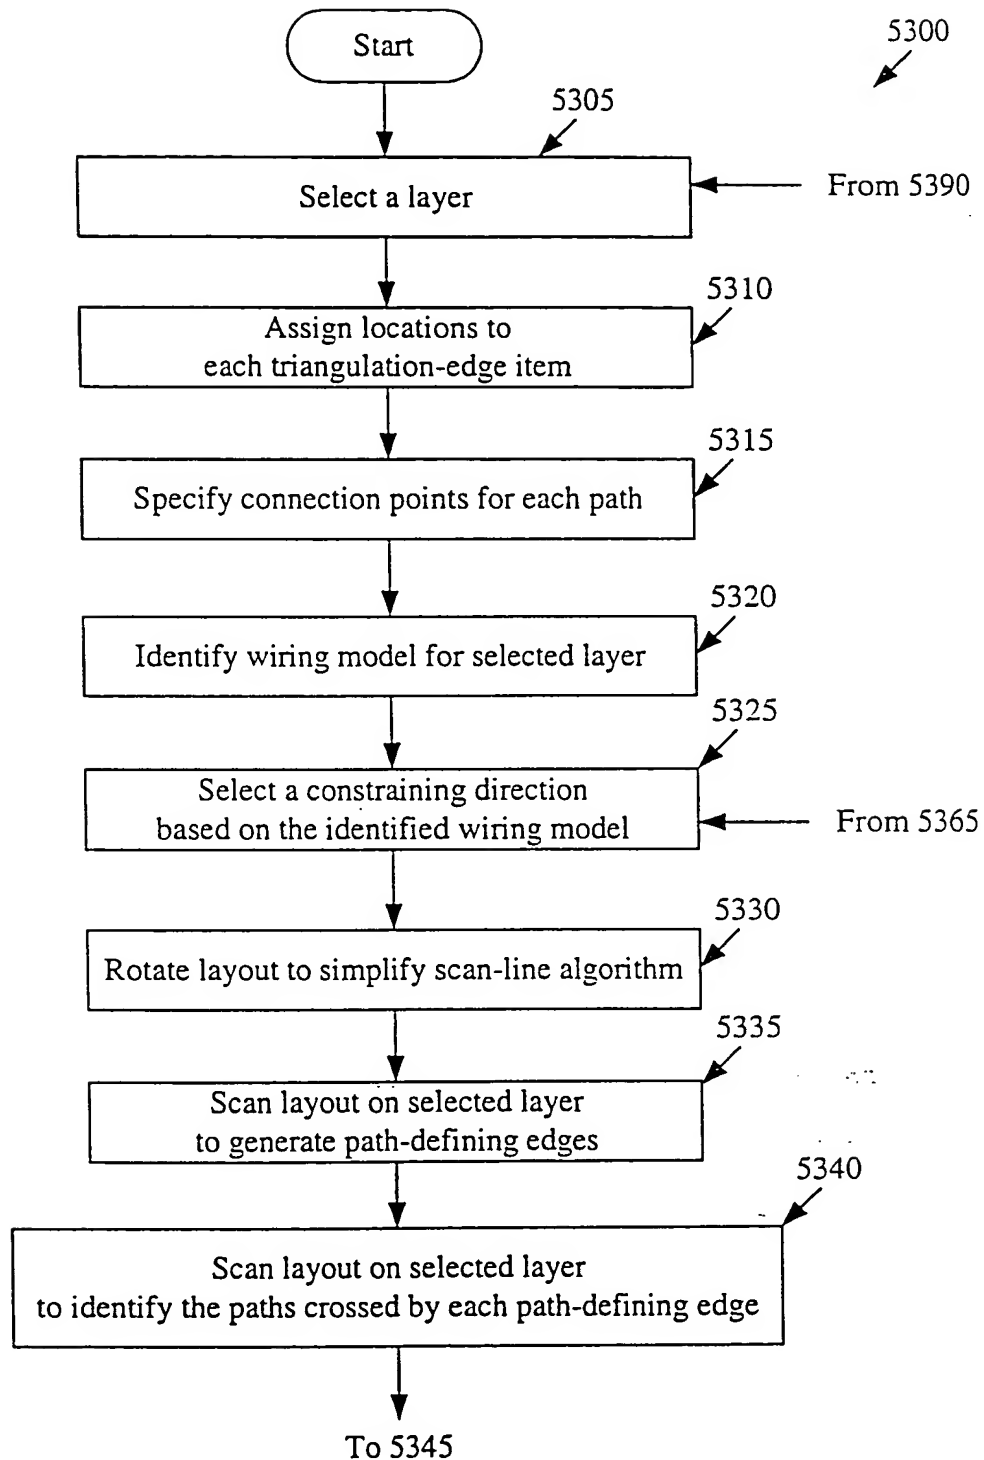 Start
5300
5305
Select a layer
From 5390
5310
Assign locations to
each triangulation-edge item
5315
Specify connection points for each path
5320
Identify wiring model for selected layer
5325
Select a constraining direction
based on the identified wiring model
From 5365
5330
Rotate layout to simplify scan-line algorithm
5335
Scan layout on selected layer
to generate path-defining edges
5340
Scan layout on selected layer
to identify the paths crossed by each path-defining edge
To 5345